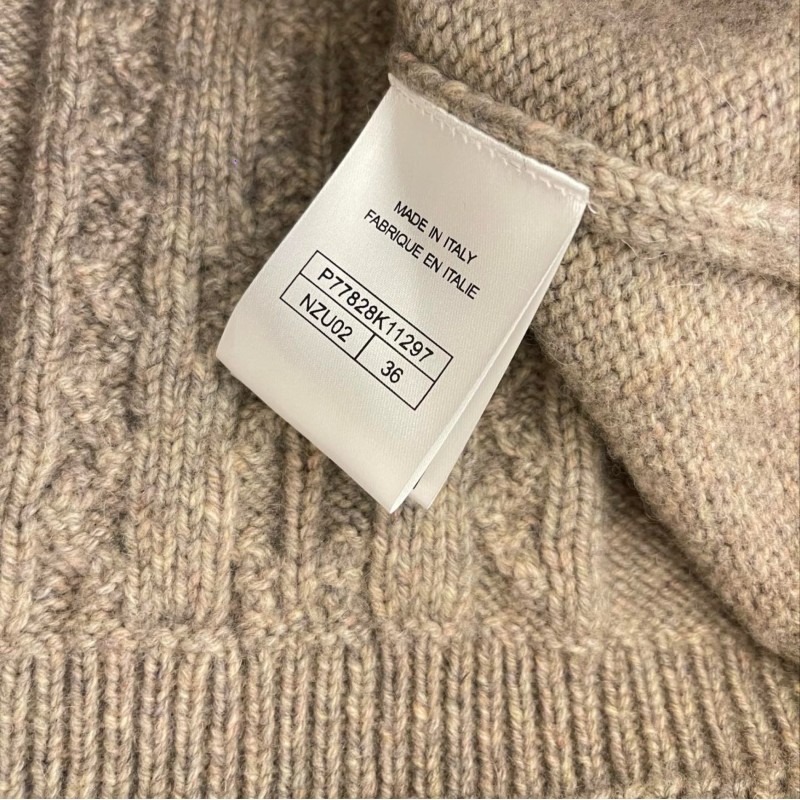 MADE IN ITALY
FABRIQUE EN ITALIE
P77828K11297
NZU02 36